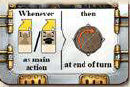 Whenever
then
as main
at end of turn
action